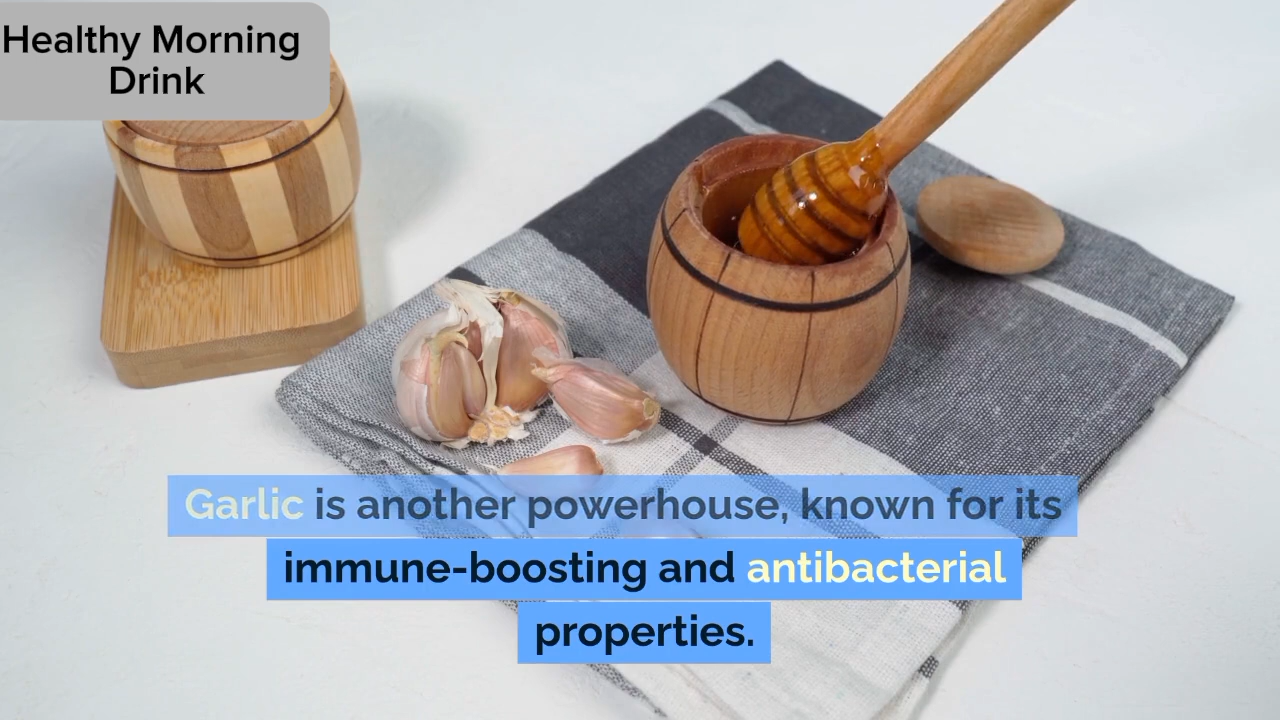 Healthy Morning
Drink
Garlic is another powerhouse, known for its
immune-boosting and antibacterial
properties.